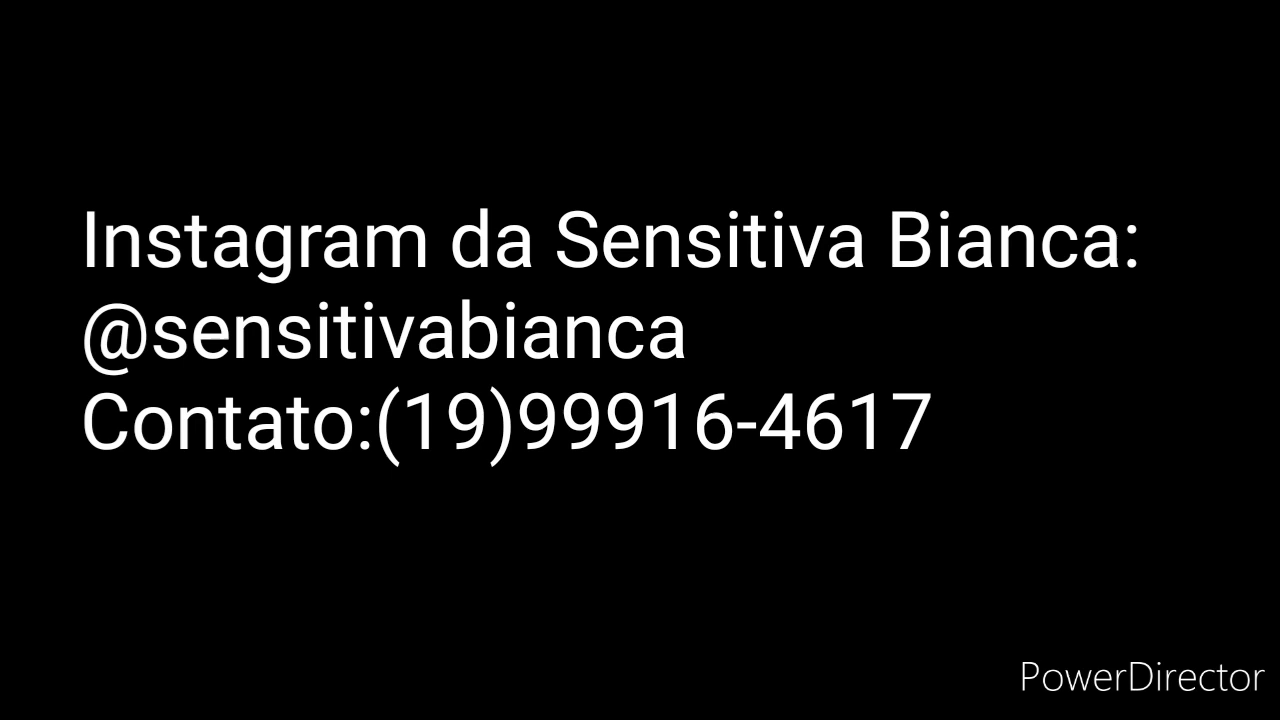 Instagram da Sensitiva Bianca:
@sensitivabianca
Contato:(19)99916-4617
PowerDirector